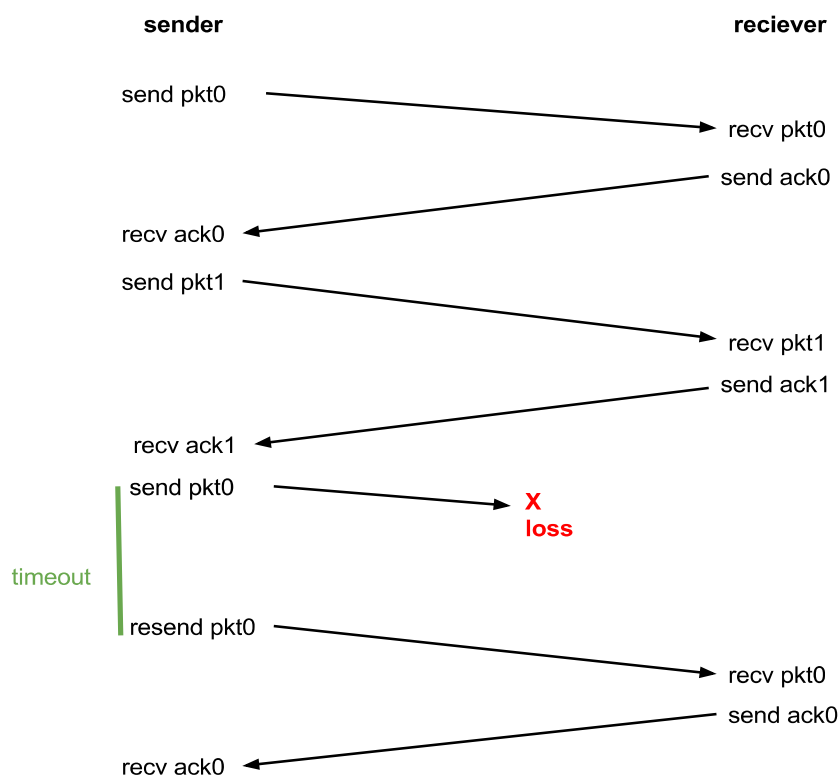 sender
reciever
send pkt0
recv pkt0
send ack0
recv ack0
send pkt1
recv pkt1
send ack1
recv ack1
send pkt0
X
loss
timeout
resend pkt0
recv pkt0
send ack0
recv ack0